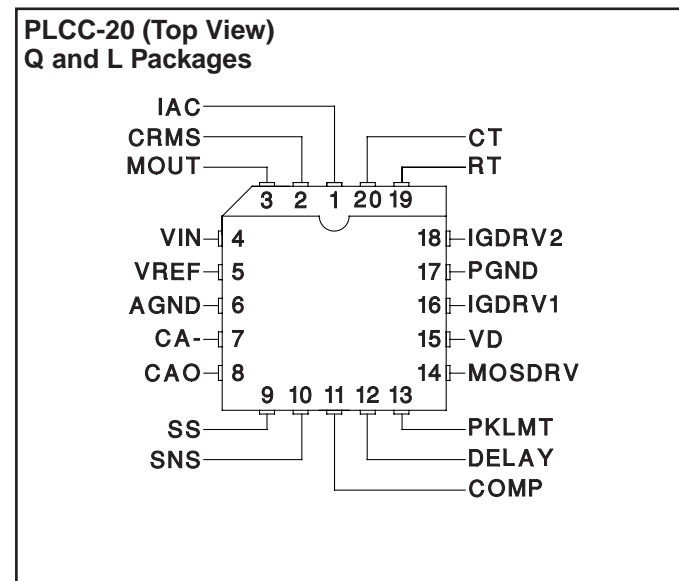 PLCC-20 (Top View)
Q and L Packages
IAC
CRMS
MOUT
CT
RT
3 2 1 20 19
VIN 4
VREF 5
AGND 6
CA- 7
CAO 8
18 IGDRV2
17 PGND
16 IGDRV1
15 VD
14 MOSDRV
9 10 11 12 13
SS
SNS
PKLMT
DELAY
COMP